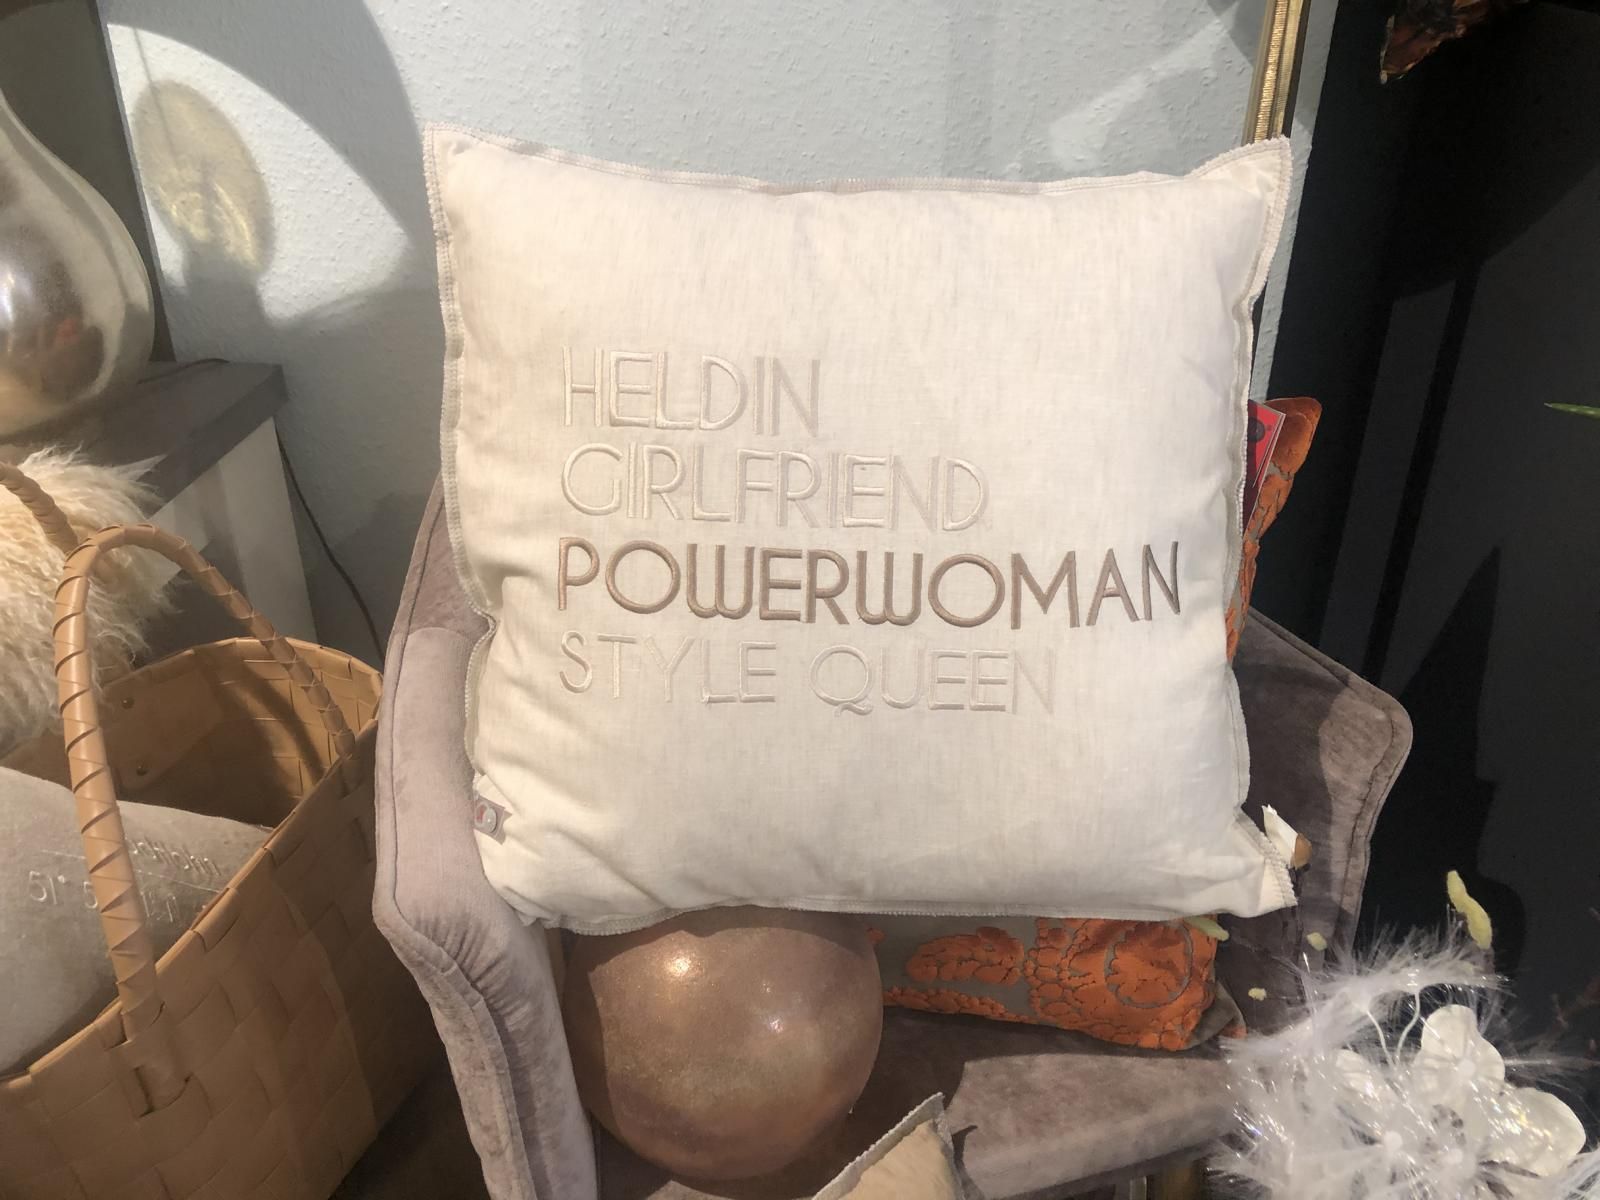 HELDIN
GIRLFRIEND
POWERWOMAN
STYLE QUEEN